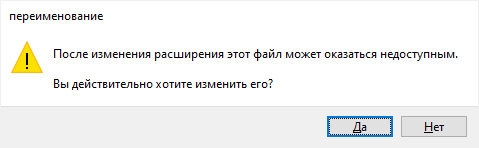 переименование
После изменения расширения этот файл может оказаться недоступным.
Вы действительно хотите изменить его?
Да
Нет